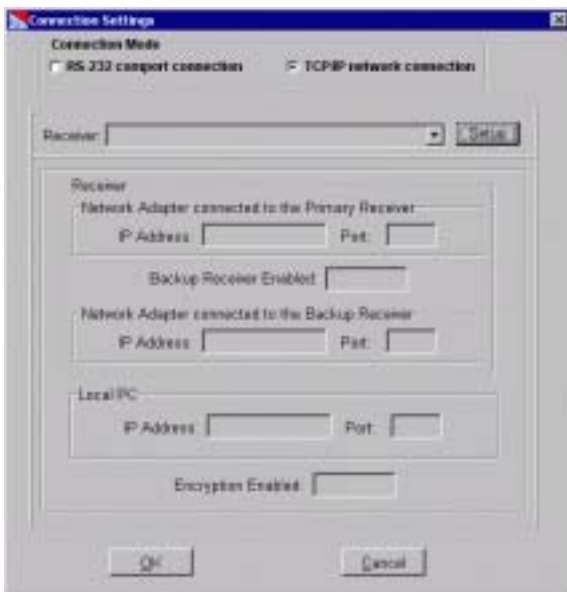 Connection Settings
Connection Mode
RS-232 comport connection TCP/IP network connection
Receiver: Setup
Receiver
Network Adapter connected to the Primary Receiver
IP Address: Port:
Backup Receiver Enabled:
Network Adapter connected to the Backup Receiver
IP Address: Port:
Local PC
IP Address: Port:
Encryption Enabled:
OK Cancel